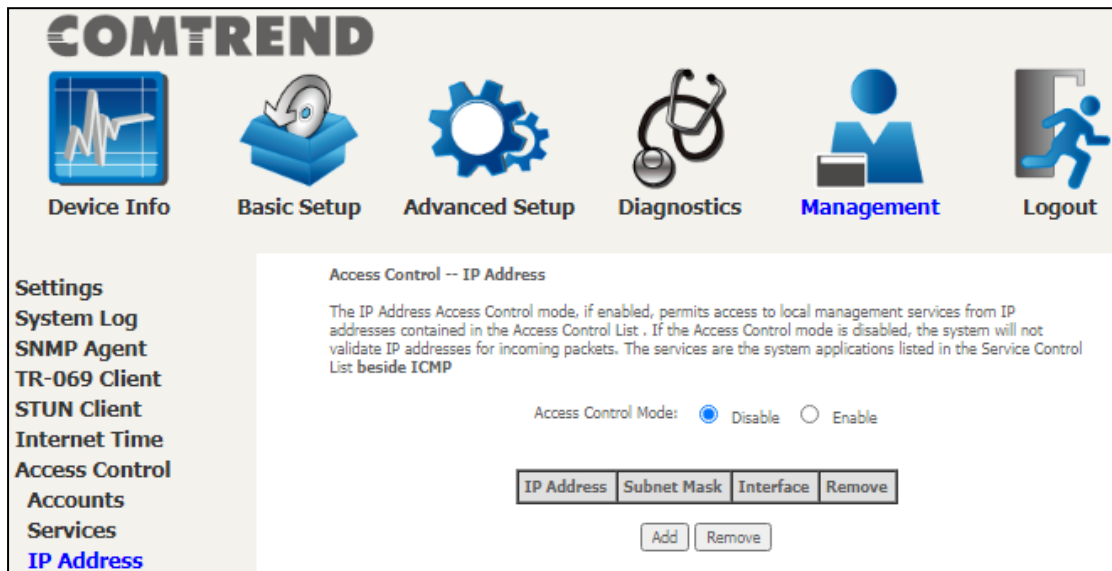 COMTREND
Device Info Basic Setup Advanced Setup Diagnostics Management Logout
Settings
System Log
SNMP Agent
TR-069 Client
STUN Client
Internet Time
Access Control
Accounts
Services
IP Address
Access Control -- IP Address
The IP Address Access Control mode, if enabled, permits access to local management services from IP
addresses contained in the Access Control List . If the Access Control mode is disabled, the system will not
validate IP addresses for incoming packets. The services are the system applications listed in the Service Control
List beside ICMP
Access Control Mode: Disable Enable
IP Address Subnet Mask Interface Remove
Add Remove